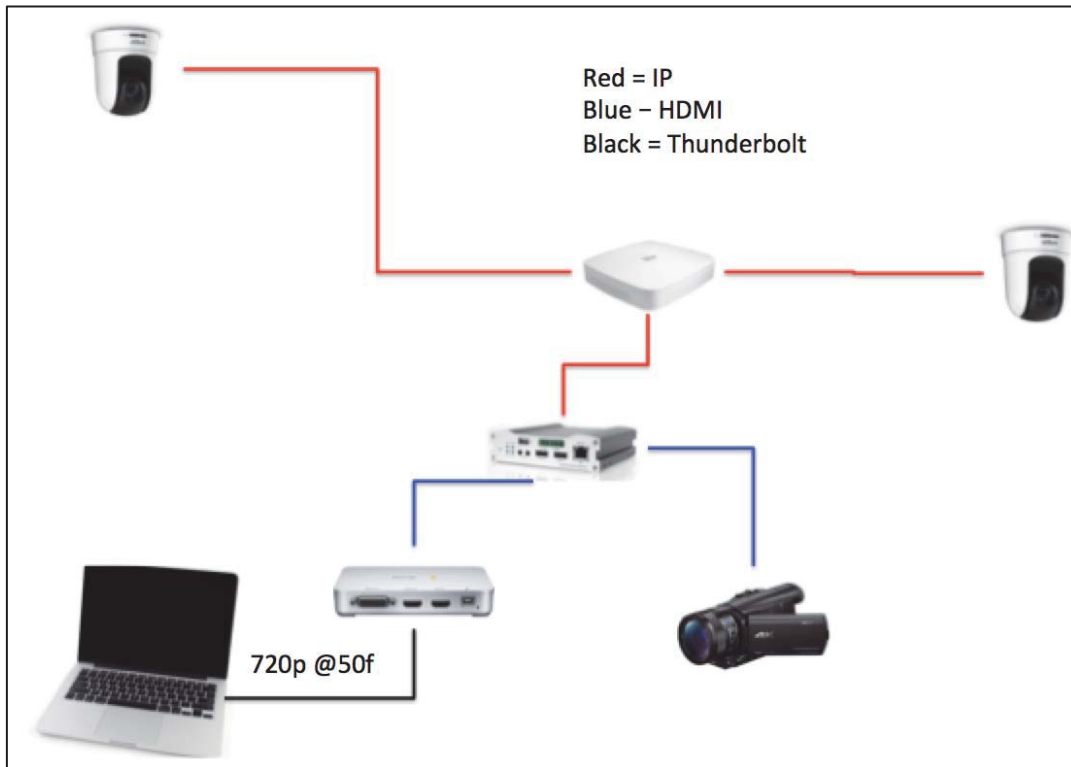 Red = IP
Blue – HDMI
Black = Thunderbolt
720p @50f